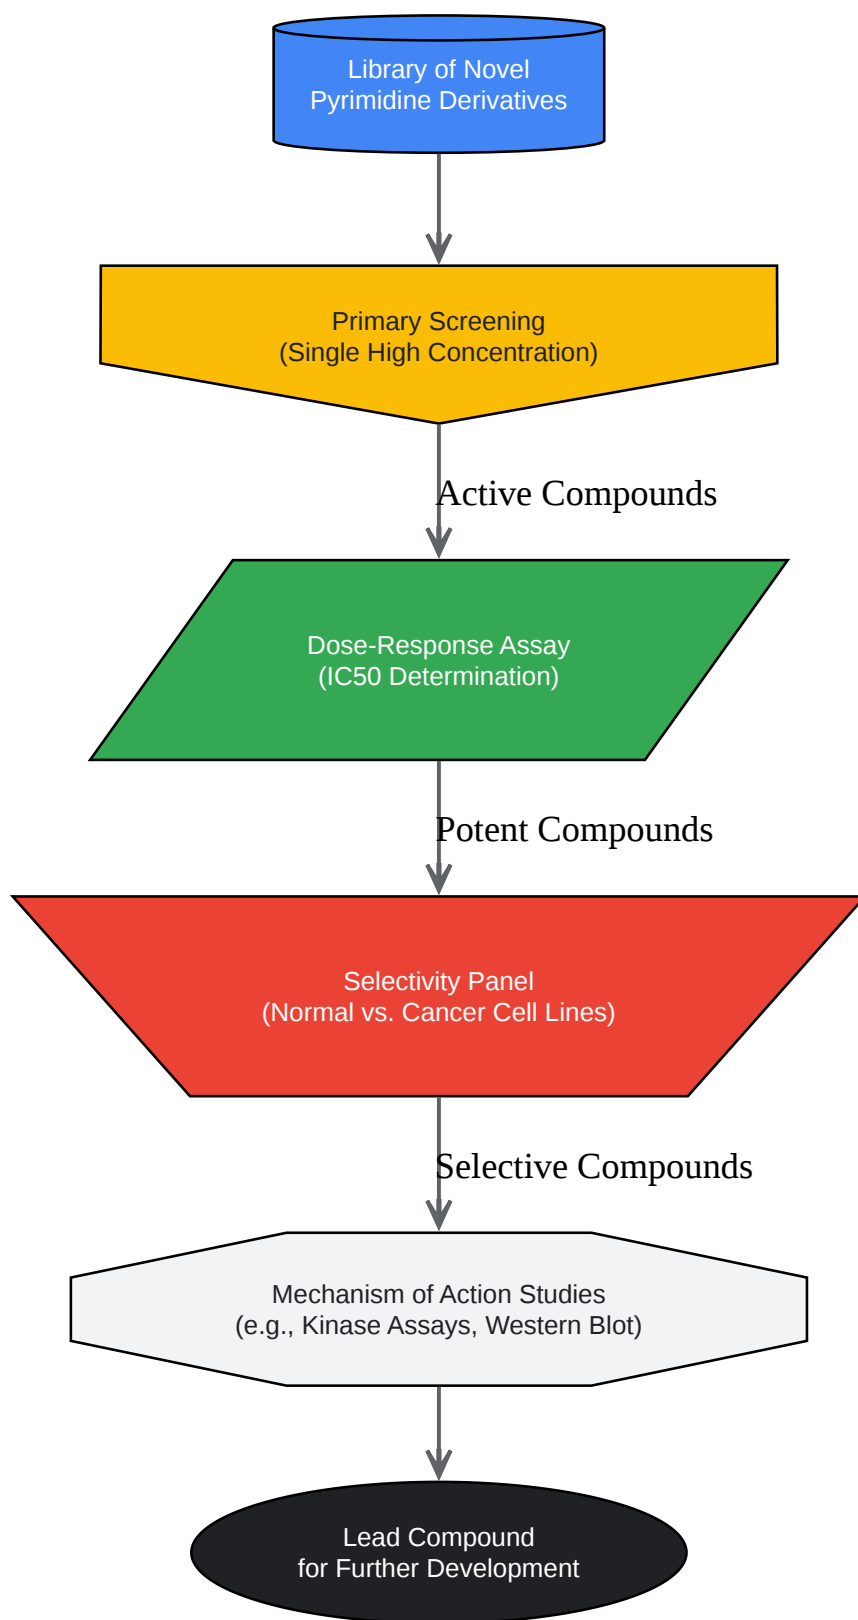 Library of Novel
Pyrimidine Derivatives
Primary Screening
(Single High Concentration)
Active Compounds
Dose-Response Assay
(IC50 Determination)
Potent Compounds
Selectivity Panel
(Normal vs. Cancer Cell Lines)
Selective Compounds
Mechanism of Action Studies
(e.g., Kinase Assays, Western Blot)
Lead Compound
for Further Development